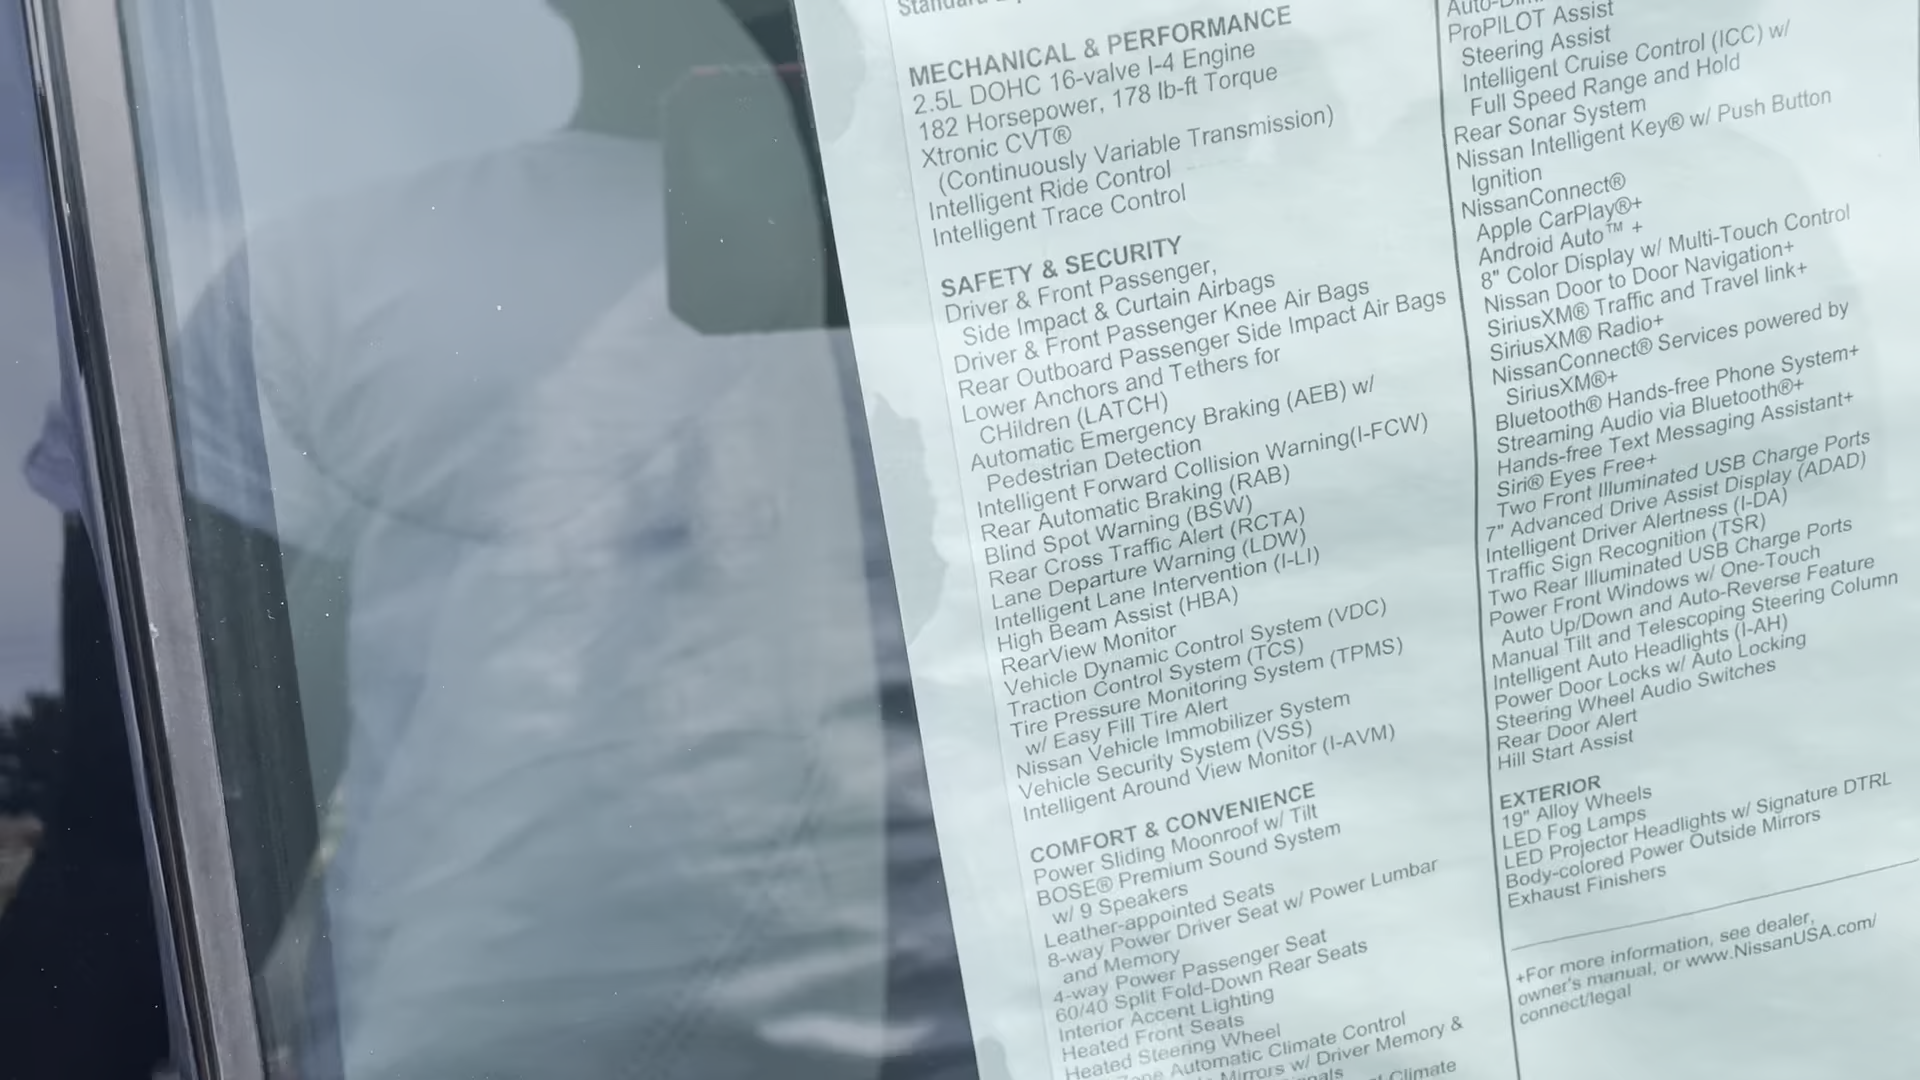 Standard
MECHANICAL & PERFORMANCE
2.5L DOHC 16-valve I-4 Engine
182 Horsepower, 178 lb-ft Torque
Xtronic CVT®
(Continuously Variable Transmission)
Intelligent Ride Control
Intelligent Trace Control
SAFETY & SECURITY
Driver & Front Passenger,
Side Impact & Curtain Airbags
Driver & Front Passenger Knee Air Bags
Rear Outboard Passenger Side Impact Air Bags
Lower Anchors and Tethers for
CHildren (LATCH)
Automatic Emergency Braking (AEB) w/
Pedestrian Detection
Intelligent Forward Collision Warning(I-FCW)
Rear Automatic Braking (RAB)
Blind Spot Warning (BSW)
Rear Cross Traffic Alert (RCTA)
Lane Departure Warning (LDW)
Intelligent Lane Intervention (I-LI)
High Beam Assist (HBA)
RearView Monitor
Vehicle Dynamic Control System (VDC)
Traction Control System (TCS)
Tire Pressure Monitoring System (TPMS)
w/ Easy Fill Tire Alert
Nissan Vehicle Immobilizer System
Vehicle Security System (VSS)
Intelligent Around View Monitor (I-AVM)
COMFORT & CONVENIENCE
Power Sliding Moonroof w/ Tilt
BOSE® Premium Sound System
w/ 9 Speakers
Leather-appointed Seats
8-way Power Driver Seat w/ Power Lumbar
and Memory
4-way Power Passenger Seat
60/40 Split Fold-Down Rear Seats
Interior Accent Lighting
Heated Front Seats
Heated Steering Wheel
Automatic Climate Control
Mirrors w/ Driver Memory &
Climate
ProPILOT Assist
Steering Assist
Intelligent Cruise Control (ICC) w/
Full Speed Range and Hold
Rear Sonar System
Nissan Intelligent Key® w/ Push Button
Ignition
NissanConnect®
Apple CarPlay®+
Android Auto™ +
8" Color Display w/ Multi-Touch Control
Nissan Door to Door Navigation+
SiriusXM® Traffic and Travel link+
SiriusXM® Radio+
NissanConnect® Services powered by
SiriusXM®+
Bluetooth® Hands-free Phone System+
Streaming Audio via Bluetooth®+
Hands-free Text Messaging Assistant+
Siri® Eyes Free+
Two Front Illuminated USB Charge Ports
7" Advanced Drive Assist Display (ADAD)
Intelligent Driver Alertness (I-DA)
Traffic Sign Recognition (TSR)
Two Rear Illuminated USB Charge Ports
Power Front Windows w/ One-Touch
Auto Up/Down and Auto-Reverse Feature
Manual Tilt and Telescoping Steering Column
Intelligent Auto Headlights (I-AH)
Power Door Locks w/ Auto Locking
Steering Wheel Audio Switches
Rear Door Alert
Hill Start Assist
EXTERIOR
19" Alloy Wheels
LED Fog Lamps
LED Projector Headlights w/ Signature DTRL
Body-colored Power Outside Mirrors
Exhaust Finishers
+For more information, see dealer,
owner's manual, or www.NissanUSA.com/
connect/legal